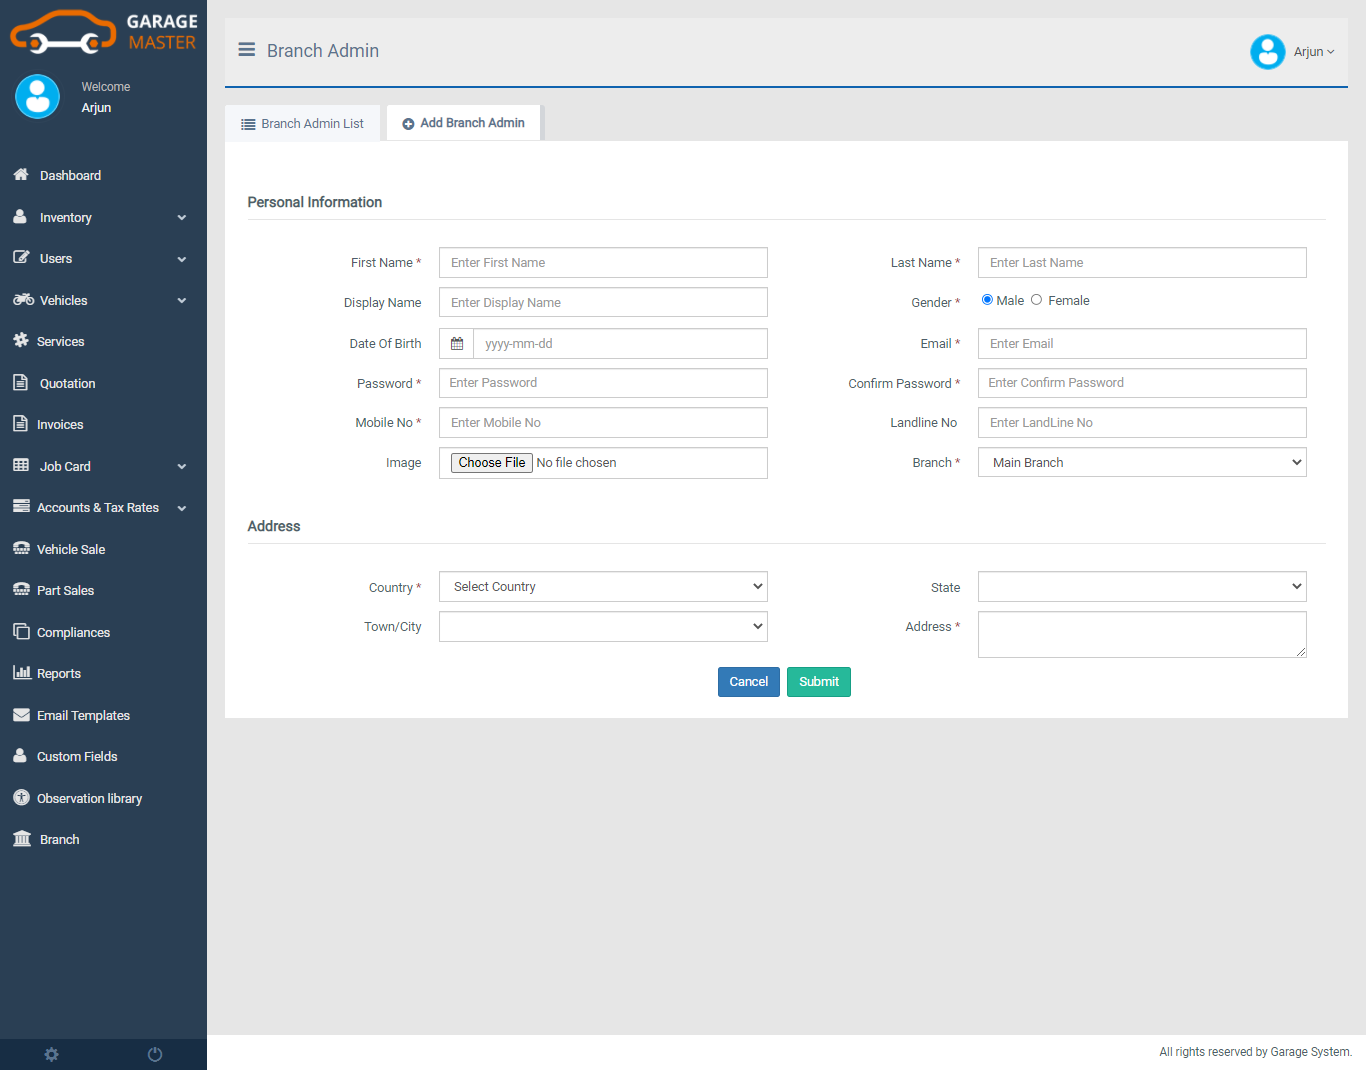 GARAGE
MASTER
Welcome
Arjun
Dashboard
Inventory
Users
Vehicles
Services
Quotation
Invoices
Job Card
Accounts & Tax Rates
Vehicle Sale
Part Sales
Compliances
Reports
Email Templates
Custom Fields
Observation library
Branch
Branch Admin
Arjun
Branch Admin List
Add Branch Admin
Personal Information
First Name * Enter First Name
Last Name * Enter Last Name
Display Name Enter Display Name
Gender * Male Female
Date Of Birth yyyy-mm-dd
Email * Enter Email
Password * Enter Password
Confirm Password * Enter Confirm Password
Mobile No * Enter Mobile No
Landline No Enter LandLine No
Image Choose File No file chosen
Branch * Main Branch
Address
Country * Select Country
State
Town/City
Address *
Cancel Submit
All rights reserved by Garage System.